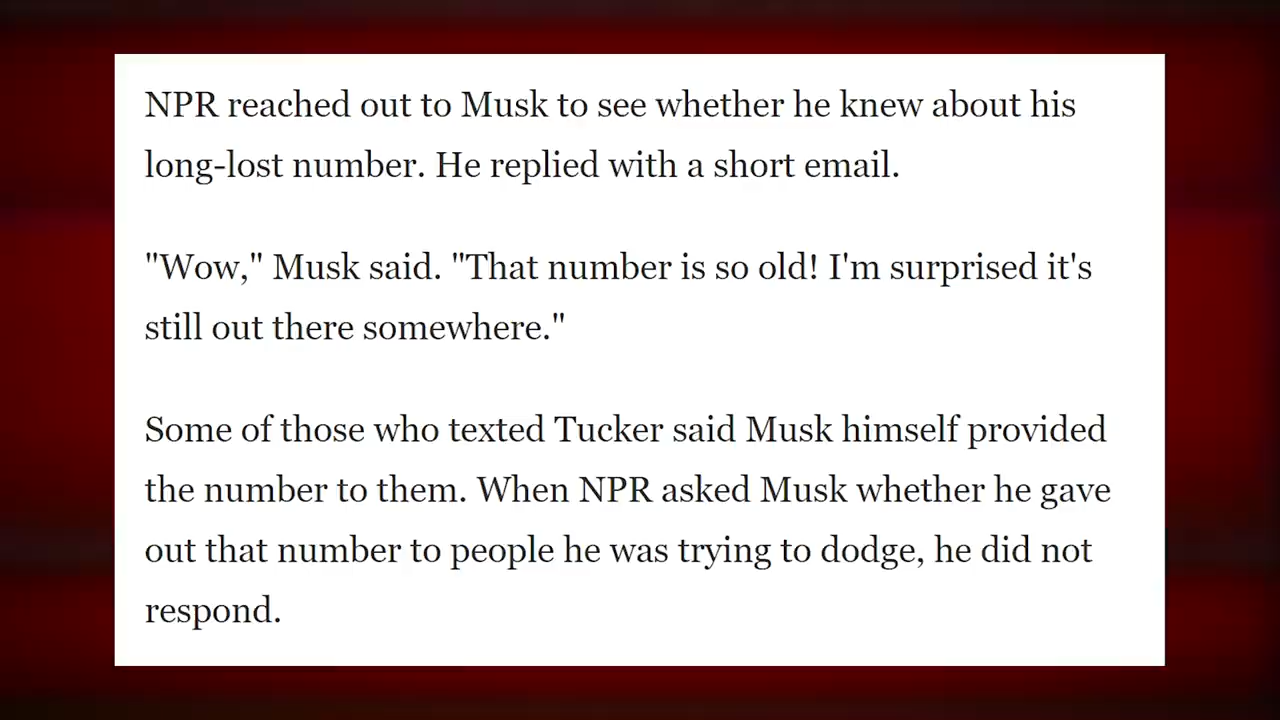 NPR reached out to Musk to see whether he knew about his
long-lost number. He replied with a short email.
"Wow," Musk said. "That number is so old! I'm surprised it's
still out there somewhere."
Some of those who texted Tucker said Musk himself provided
the number to them. When NPR asked Musk whether he gave
out that number to people he was trying to dodge, he did not
respond.